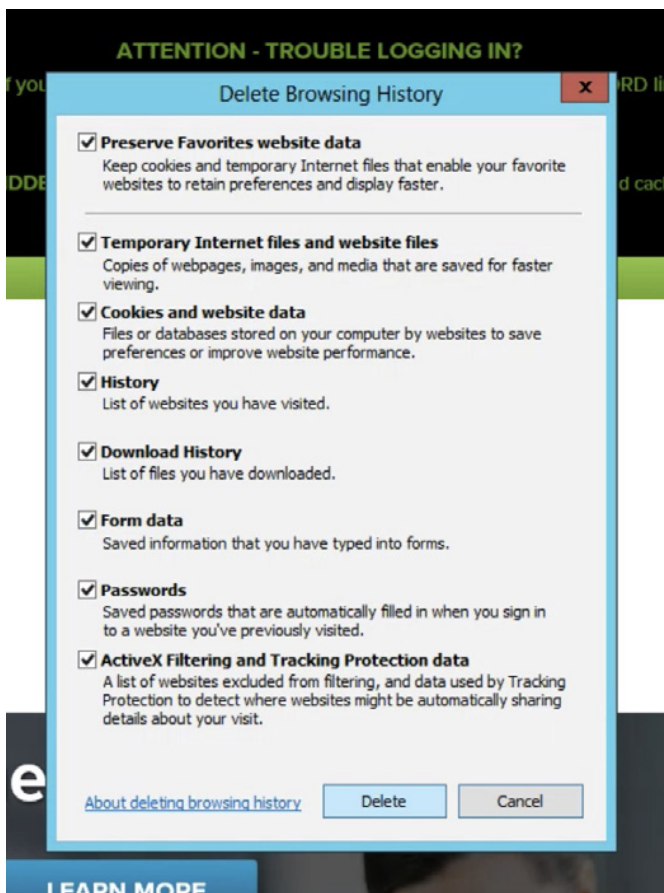 ATTENTION - TROUBLE LOGGING IN?
f you
Delete Browsing History
x
RD li
Preserve Favorites website data
Keep cookies and temporary Internet files that enable your favorite
websites to retain preferences and display faster.
DDE
d cac
Temporary Internet files and website files
Copies of webpages, images, and media that are saved for faster
viewing.
Cookies and website data
Files or databases stored on your computer by websites to save
preferences or improve website performance.
History
List of websites you have visited.
Download History
List of files you have downloaded.
Form data
Saved information that you have typed into forms.
Passwords
Saved passwords that are automatically filled in when you sign in
to a website you've previously visited.
ActiveX Filtering and Tracking Protection data
A list of websites excluded from filtering, and data used by Tracking
Protection to detect where websites might be automatically sharing
details about your visit.
e
About deleting browsing history
Delete
Cancel
LEARN MORE